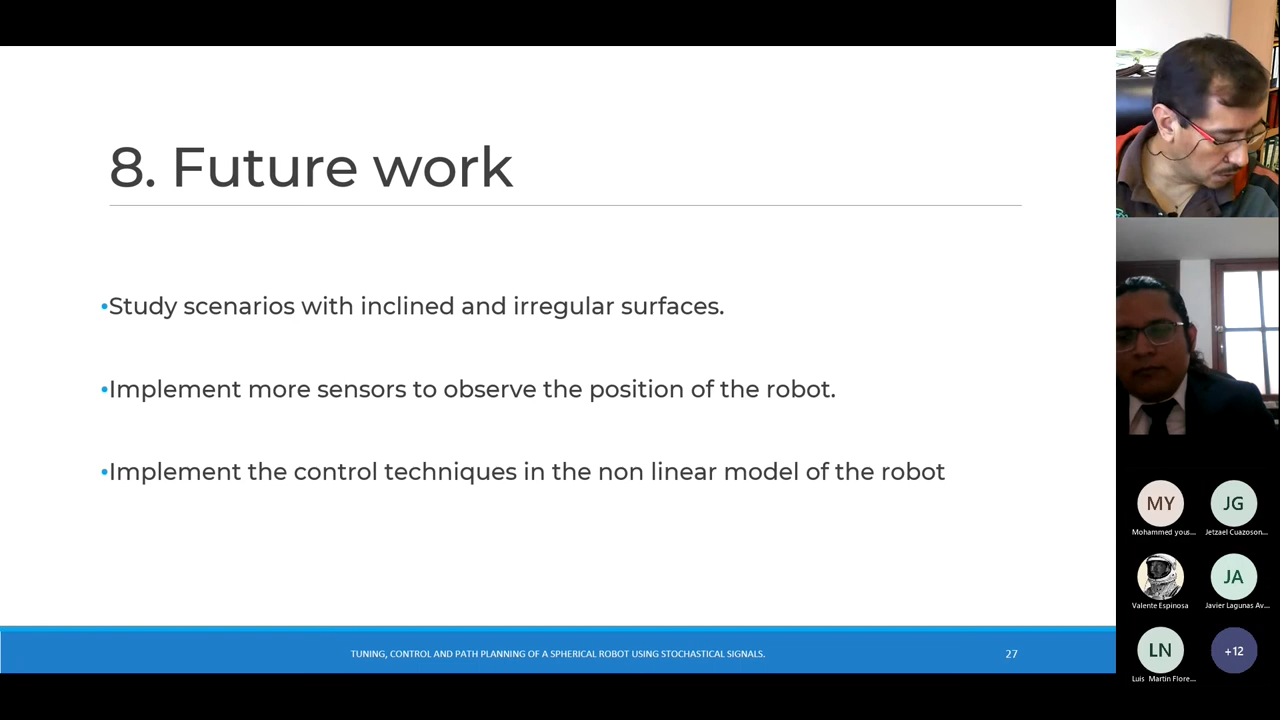 8. Future work
•Study scenarios with inclined and irregular surfaces.
•Implement more sensors to observe the position of the robot.
•Implement the control techniques in the non linear model of the robot
TUNING, CONTROL AND PATH PLANNING OF A SPHERICAL ROBOT USING STOCHASTICAL SIGNALS.
27
MY
JG
Mohammed yous...
Jetzael Cuazoson...
JA
Valente Espinosa
Javier Lagunas Av...
LN
+12
Luis Martin Flore...